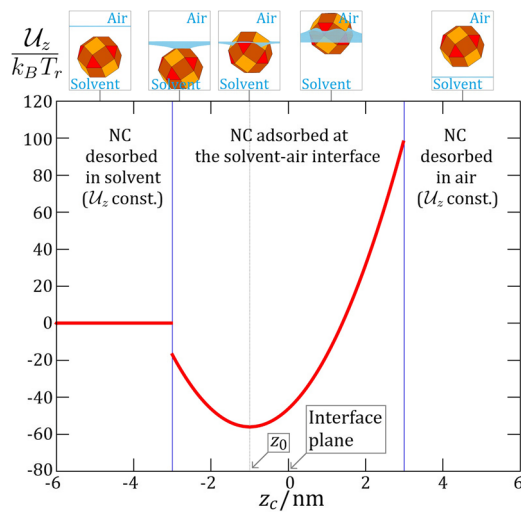 Air
Air
Air
Air
Air
𝒰z
kBTr
Solvent
Solvent
Solvent
Solvent
Solvent
120
100
80
60
40
20
0
-20
-40
-60
-80
NC
desorbed
in solvent
(𝒰z const.)
NC adsorbed at
the solvent-air interface
NC
desorbed
in air
(𝒰z const.)
z0
Interface
plane
-6 -4 -2 0 2 4 6
zc/nm